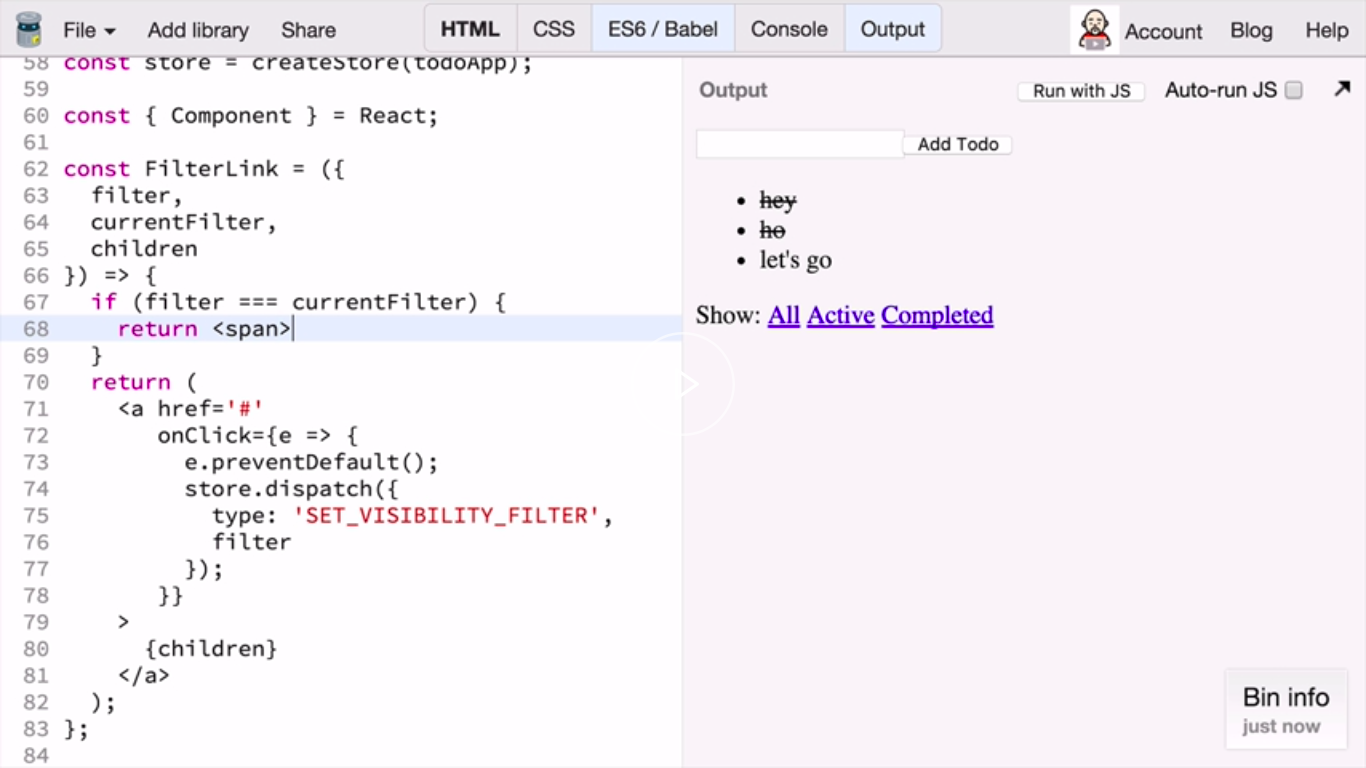 File Add library Share HTML CSS ES6 / Babel Console Output Account Blog Help
58 const store = createStore(todoApp);
59
60 const { Component } = React;
61
62 const FilterLink = ({
63 filter,
64 currentFilter,
65 children
66 }) => {
67 if (filter === currentFilter) {
68 return <span>
69 }
70 return (
71 <a href='#'
72 onClick={e => {
73 e.preventDefault();
74 store.dispatch({
75 type: 'SET_VISIBILITY_FILTER',
76 filter
77 });
78 }}
79 >
80 {children}
81 </a>
82 );
83 };
84
Output Run with JS Auto-run JS
Add Todo
• hey
• ho
• let's go
Show: All Active Completed
Bin info
just now